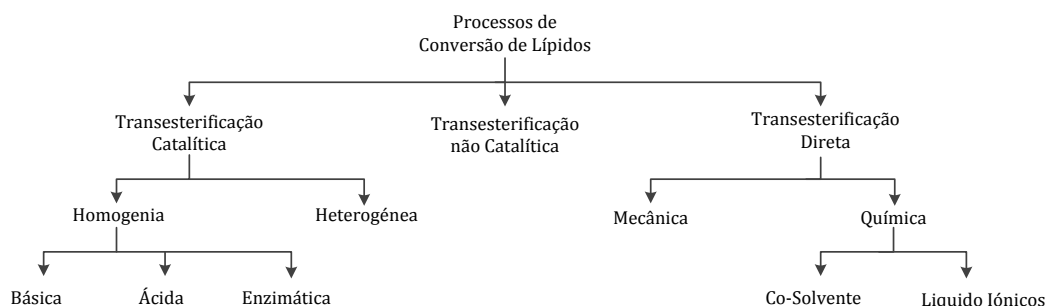 Processos de
Conversão de Lípidos
Transesterificação
Catalítica
Transesterificação
não Catalítica
Transesterificação
Direta
Homogenia
Heterogénea
Mecânica
Química
Básica
Ácida
Enzimática
Co-Solvente
Liquido Iónicos